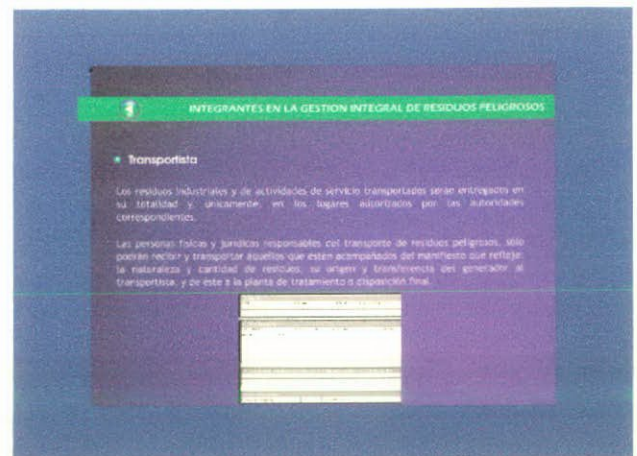 INTEGRANTES EN LA GESTION INTEGRAL DE RESIDUOS PELIGROSOS
Transportista
Los residuos industriales y de actividades de servicio transportados serán entregados en
su totalidad y, únicamente, en los lugares autorizados por las autoridades
correspondientes.
Las personas físicas y jurídicas responsables del transporte de residuos peligrosos, sólo
podrán recibir y transportar aquellos que estén acompañados del manifiesto que refleje:
la naturaleza y cantidad de residuos, su origen y transferencia del generador al
transportista, y de éste a la planta de tratamiento o disposición final.